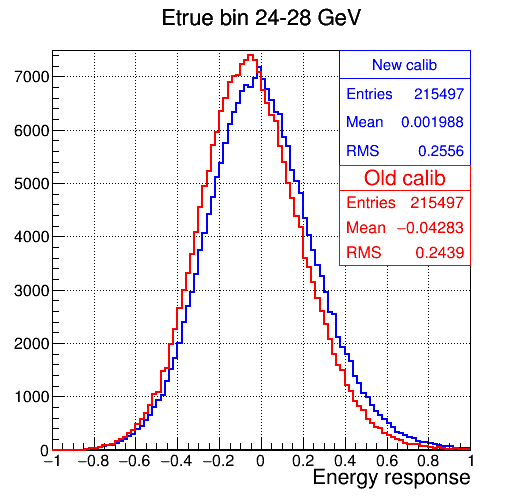 Etrue bin 24-28 GeV
New calib
Entries 215497
Mean 0.001988
RMS 0.2556
Old calib
Entries 215497
Mean −0.04283
RMS 0.2439
7000
6000
5000
4000
3000
2000
1000
0
−1 −0.8 −0.6 −0.4 −0.2 0 0.2 0.4 0.6 0.8 1
Energy response